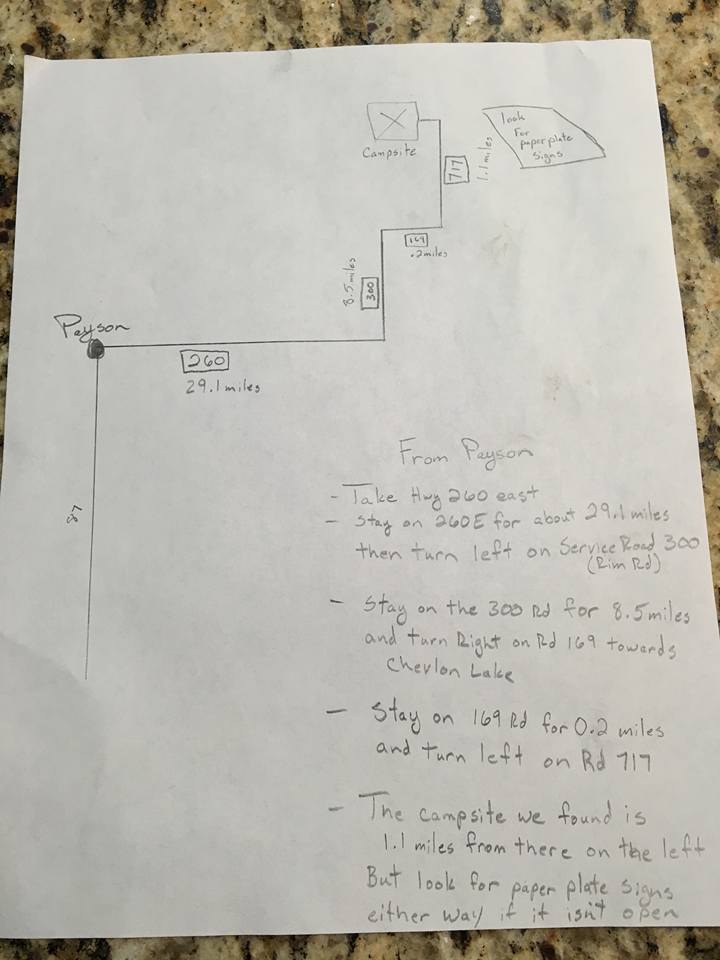 look
for
paper plate
signs
Campsite
717
1.1 miles
169
.2 miles
8.5 miles
300
Payson
260
29.1 miles
87
From Payson
- Take Hwy 260 east
- Stay on 260E for about 29.1 miles
then turn left on Service Road 300
(Rim Rd)
- Stay on the 300 Rd for 8.5 miles
and turn Right on Rd 169 towards
Chevlon Lake
- Stay on 169 Rd for 0.2 miles
and turn left on Rd 717
- The campsite we found is
1.1 miles from there on the left
But look for paper plate signs
either way if it isn't open